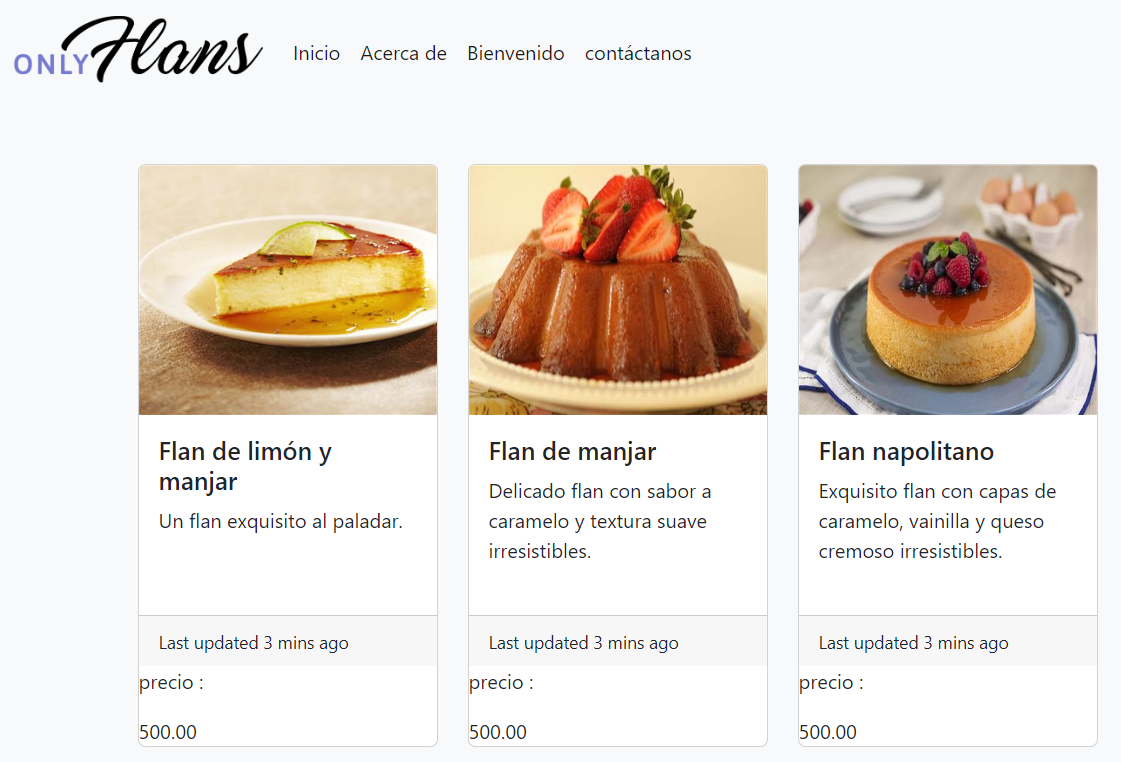 ONLY Flans
Inicio Acerca de Bienvenido contáctanos
Flan de limón y
manjar
Un flan exquisito al paladar.
Last updated 3 mins ago
precio :
500.00
Flan de manjar
Delicado flan con sabor a
caramelo y textura suave
irresistibles.
Last updated 3 mins ago
precio :
500.00
Flan napolitano
Exquisito flan con capas de
caramelo, vainilla y queso
cremoso irresistibles.
Last updated 3 mins ago
precio :
500.00